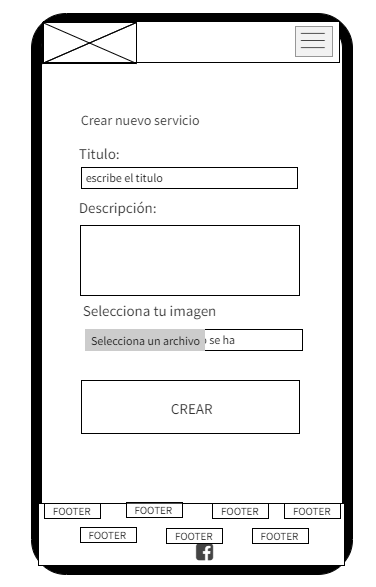 Crear nuevo servicio
Titulo:
escribe el titulo
Descripción:
Selecciona tu imagen
Selecciona un archivo se ha
CREAR
FOOTER FOOTER FOOTER FOOTER
FOOTER FOOTER FOOTER